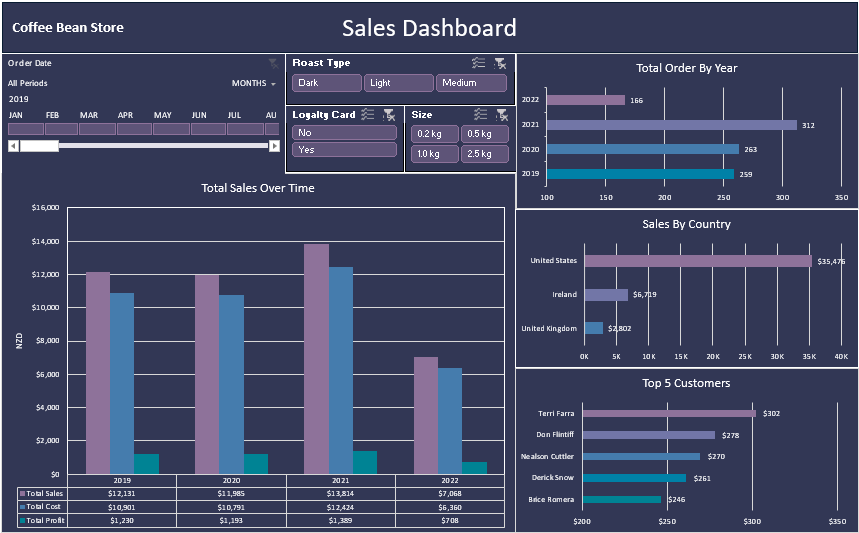 Coffee Bean Store
Sales Dashboard
Order Date
All Periods MONTHS
2019
JAN FEB MAR APR MAY JUN JUL AU
Roast Type
Dark Light Medium
Loyalty Card
No
Yes
Size
0.2 kg 0.5 kg
1.0 kg 2.5 kg
Total Sales Over Time
$16,000
$14,000
$12,000
$10,000
$8,000
$6,000
$4,000
$2,000
$0
NZD
2019 2020 2021 2022
Total Sales $12,131 $11,985 $13,814 $7,068
Total Cost $10,901 $10,791 $12,424 $6,360
Total Profit $1,230 $1,193 $1,389 $708
Total Order By Year
2022 166
2021 312
2020 263
2019 259
100 150 200 250 300 350
Sales By Country
United States $35,476
Ireland $6,719
United Kingdom $2,802
0K 5K 10K 15K 20K 25K 30K 35K 40K
Top 5 Customers
Terri Farra $302
Don Flintiff $278
Nealson Cuttler $270
Derick Snow $261
Brice Romera $246
$200 $250 $300 $350